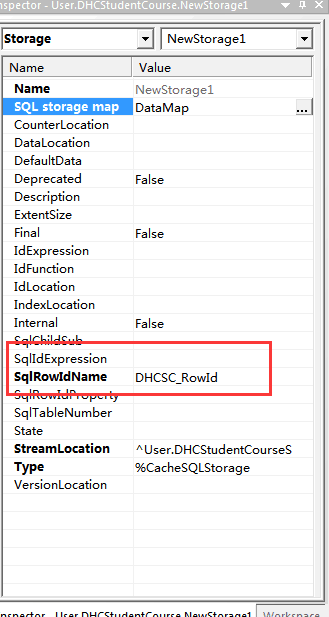 nspector - User.DHCStudentCourse.NewStorage1
Storage NewStorage1
Name Value
Name NewStorage1
SQL storage map DataMap ...
CounterLocation
DataLocation
DefaultData
Deprecated False
Description
ExtentSize
Final False
IdExpression
IdFunction
IdLocation
IndexLocation
Internal False
SqlChildSub
SqlIdExpression
SqlRowIdName DHCSC_RowId
SqlRowIdProperty
SqlTableNumber
State
StreamLocation ^User.DHCStudentCourseS
Type %CacheSQLStorage
VersionLocation
nspector - User.DHCStudentCourse.NewStorage1 Workspace